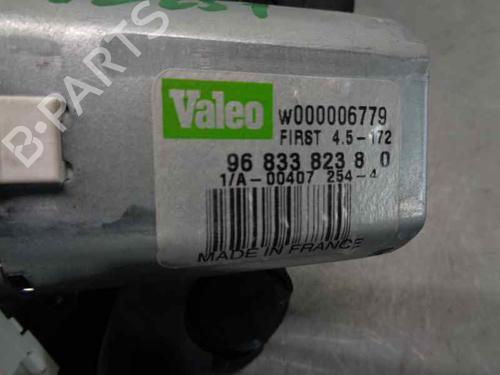 Valeo
W000006779
FIRST 4.5-172
96 833 823 8 0
1/A-00407 254-4
MADE IN FRANCE
B-PARTS